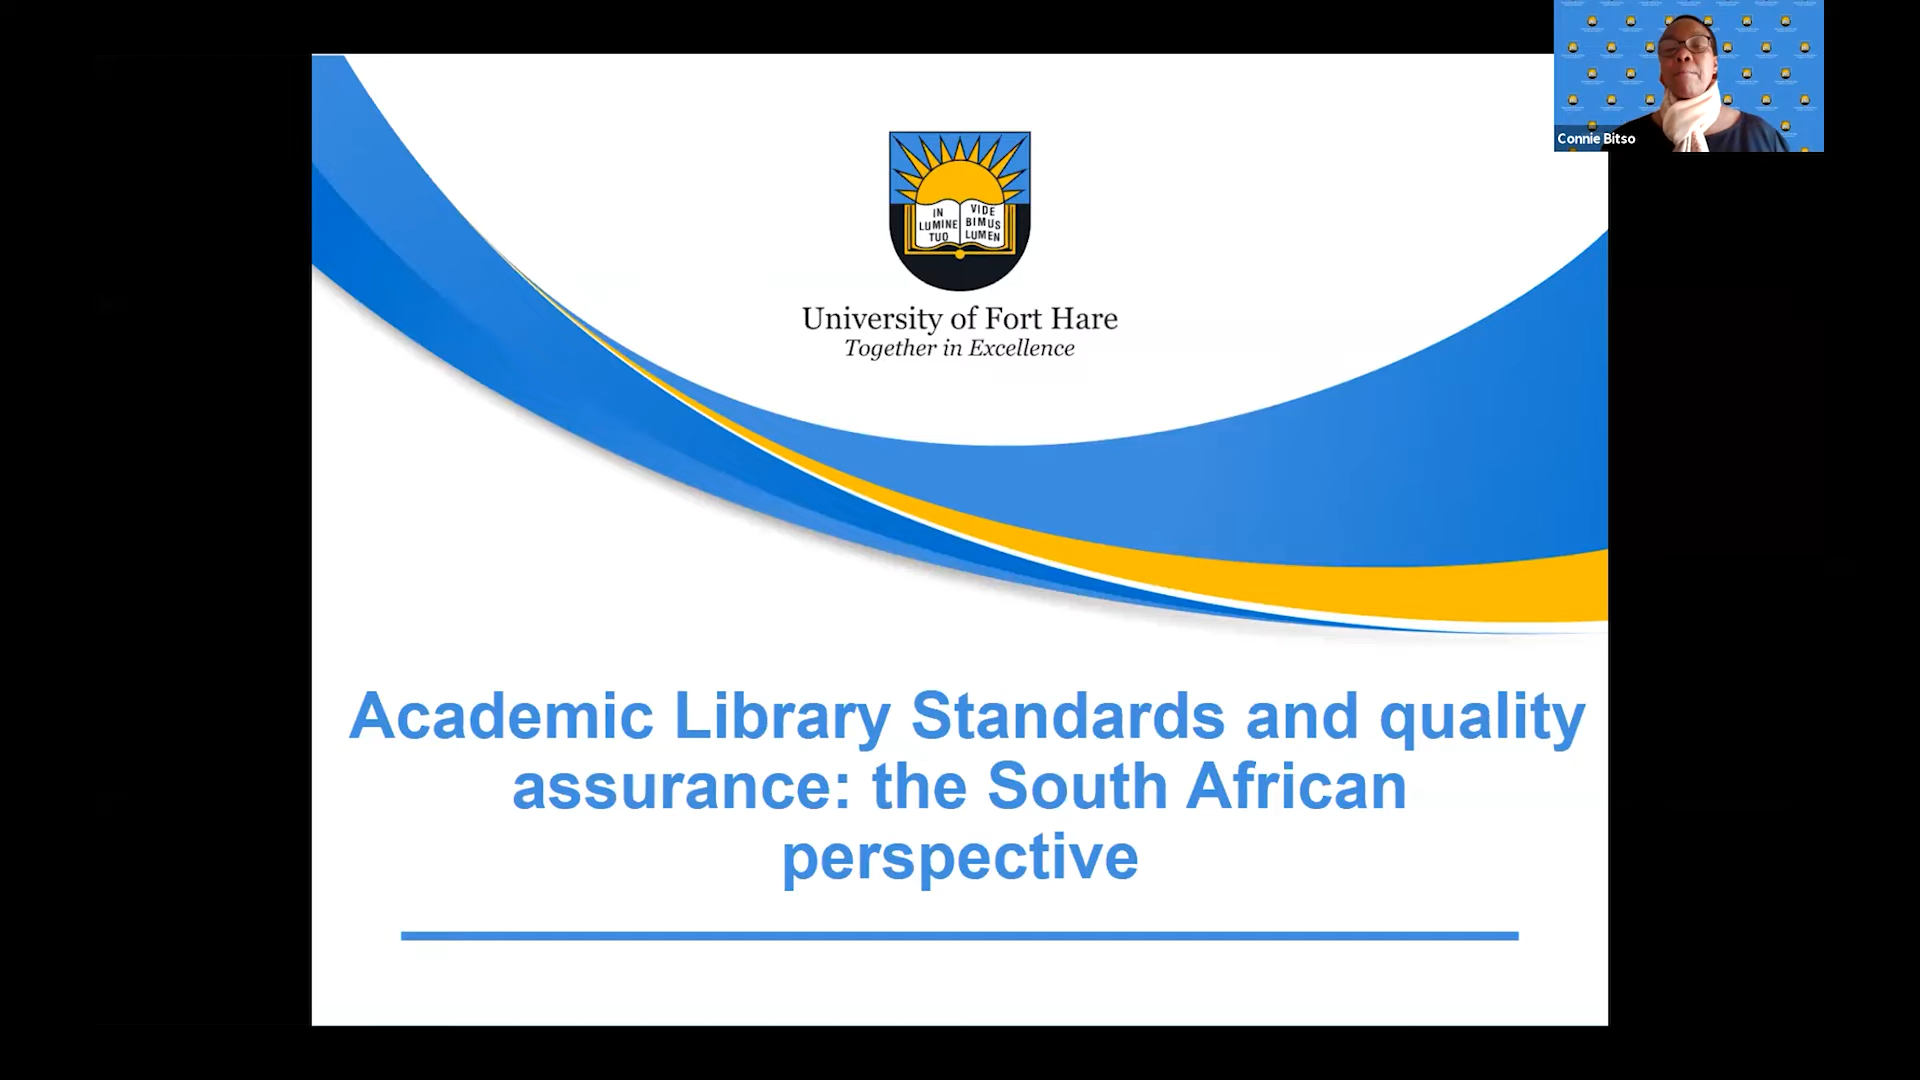 Connie Bitso
IN
LUMINE
TUO
VIDE
BIMUS
LUMEN
University of Fort Hare
Together in Excellence
Academic Library Standards and quality
assurance: the South African
perspective